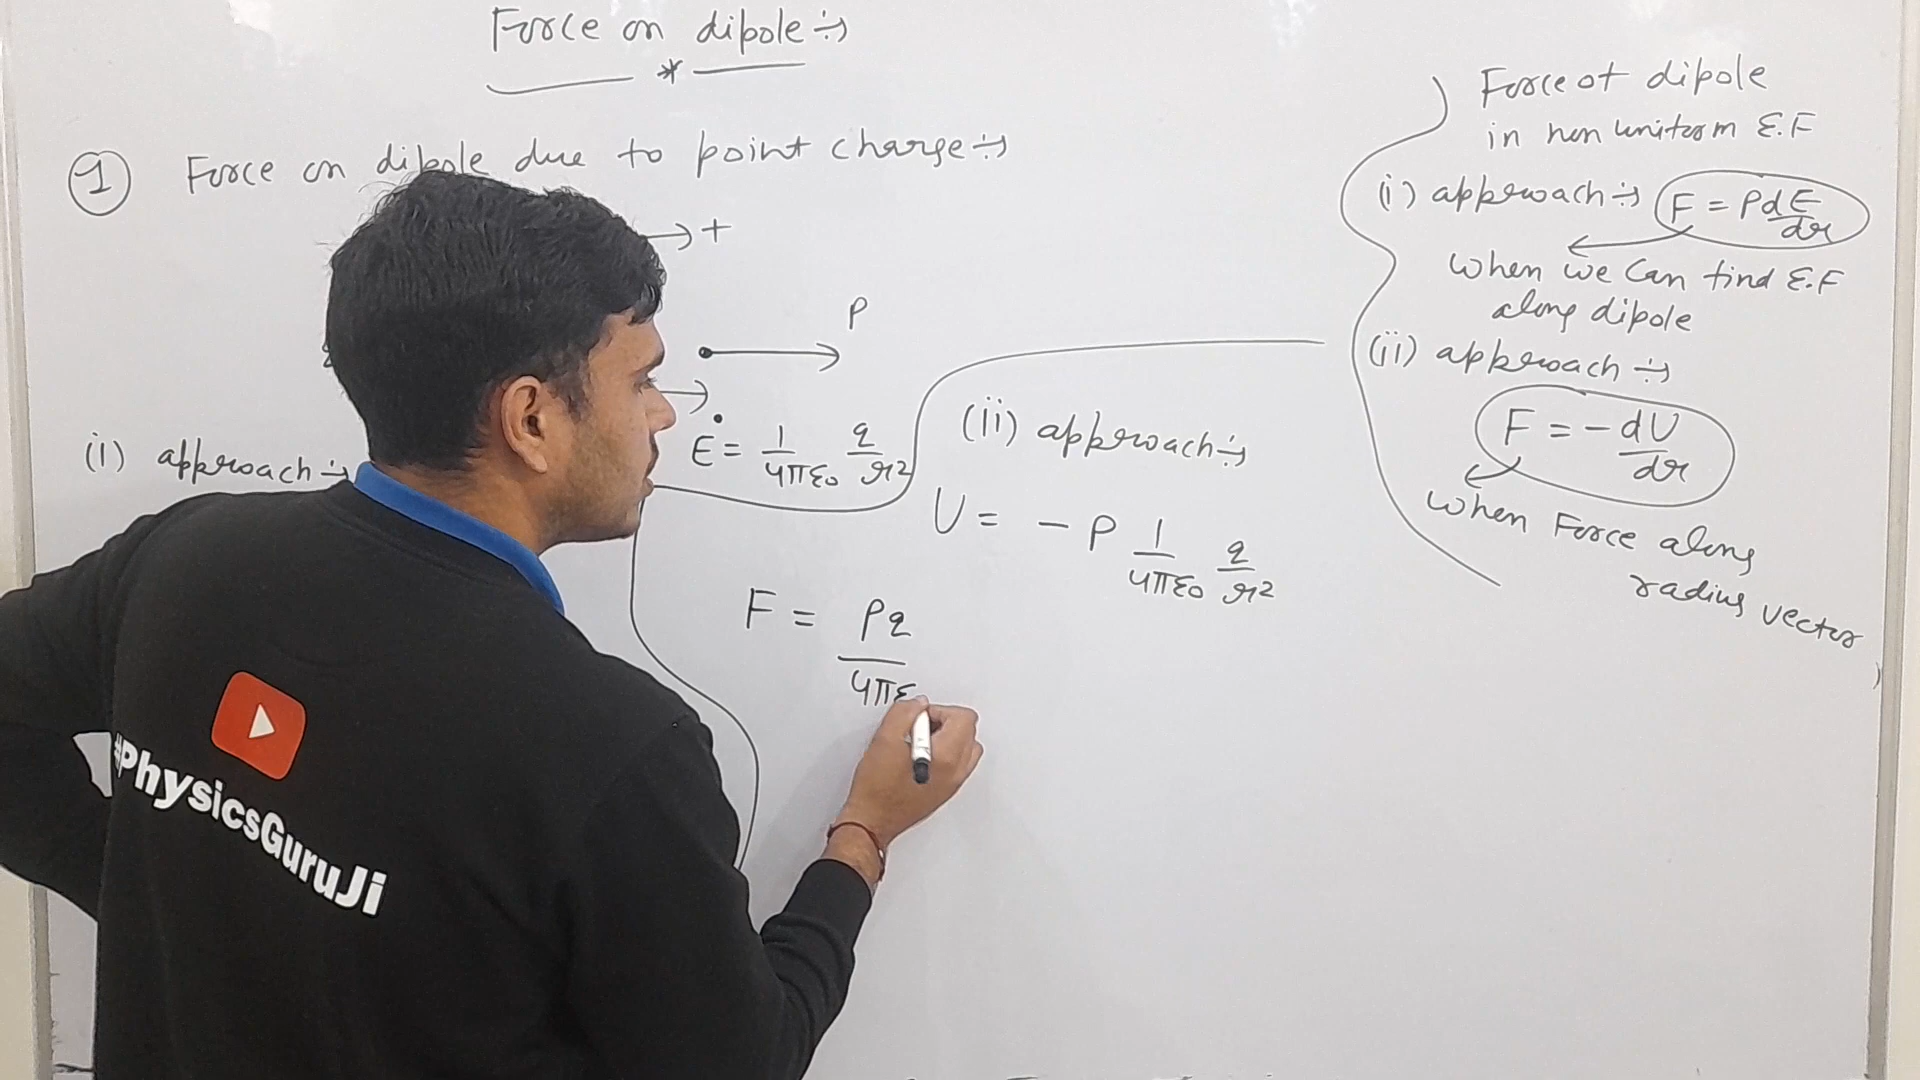 Force on dipole :→
*
① Force on dipole due to point charge :→
→ +
P
(i) approach :→
E = 1/4πε0 q/r²
(ii) approach :→
U = - P 1/4πε0 q/r²
F = Pq/4πε
Force of dipole
in non uniform E.F
(i) approach :→ F = PdE/dr
when we can find E.F
along dipole
(ii) approach :→
F = - dU/dr
when Force along
radius vector
#PhysicsGuruJi